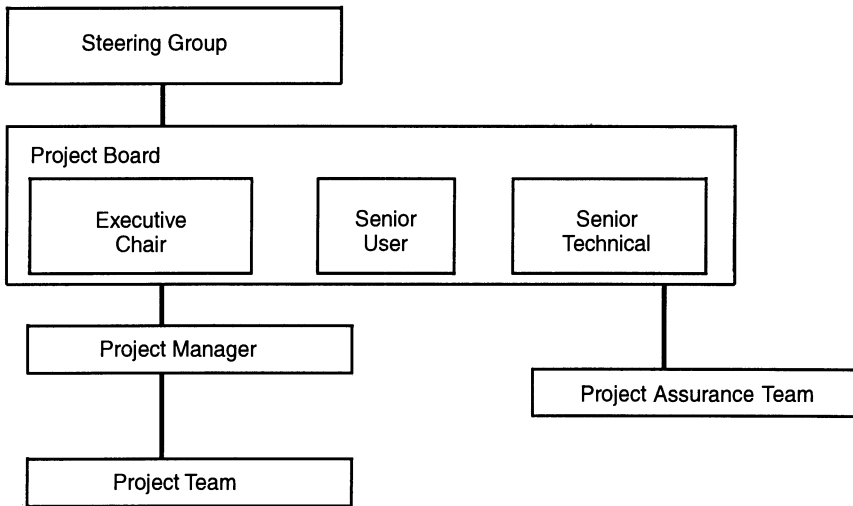 Steering Group
Project Board
Executive
Chair
Senior
User
Senior
Technical
Project Manager
Project Assurance Team
Project Team